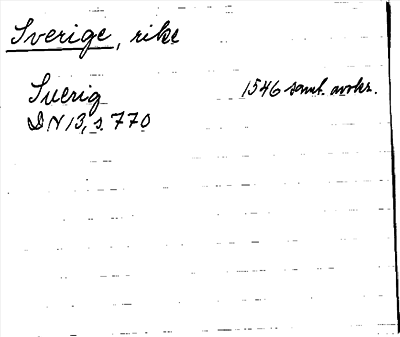 Sverige, rike
Sverig 1546 samt. avskr.
DN 13, s. 770